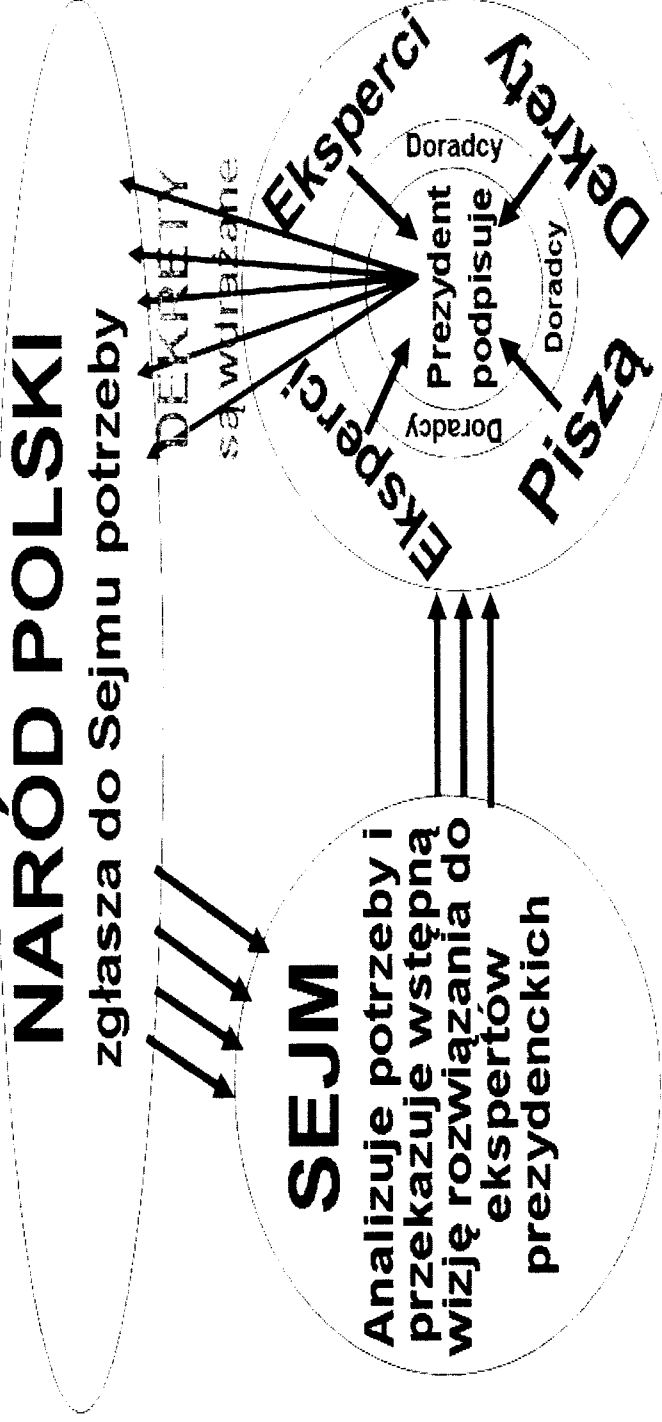 NARÓD POLSKI
zgłasza do Sejmu potrzeby
SEJM
Analizuje potrzeby i
przekazuje wstępną
wizję rozwiązania do
ekspertów
prezydenckich
DEKRETY
są wdrażane
Eksperci
Eksperci
Piszą
Dekrety
Doradcy
Doradcy
Doradcy
Prezydent
podpisuje